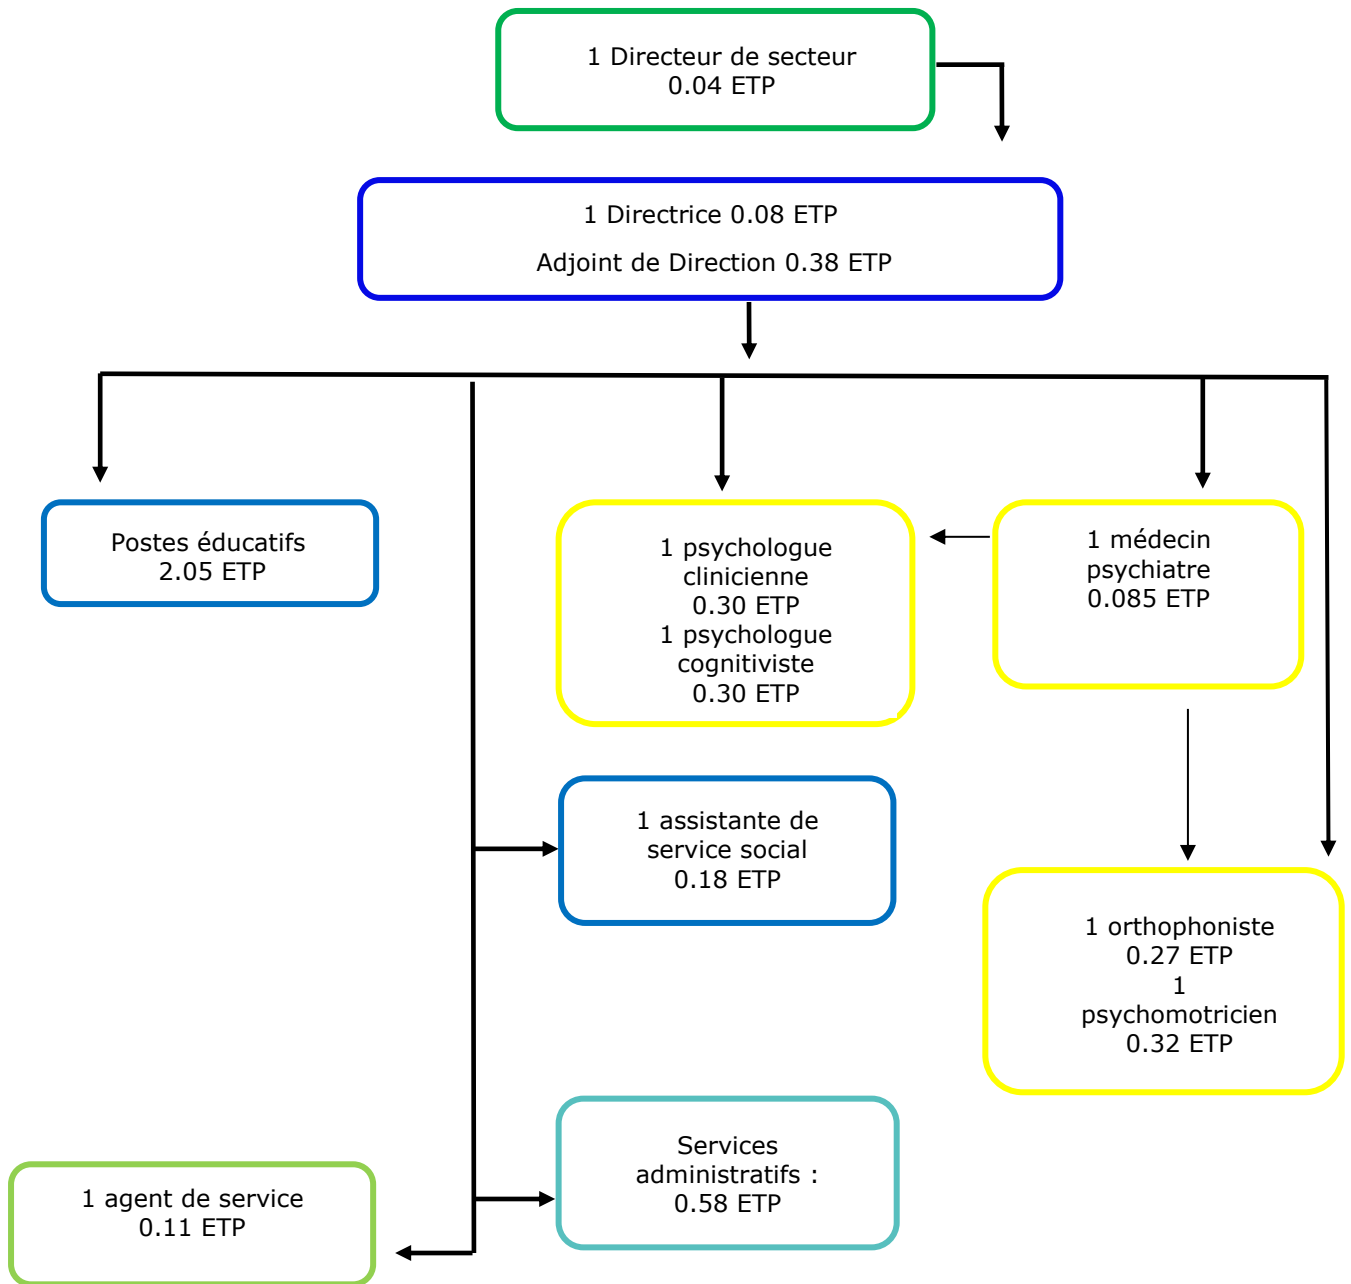 1 Directeur de secteur
0.04 ETP
1 Directrice 0.08 ETP
Adjoint de Direction 0.38 ETP
Postes éducatifs
2.05 ETP
1 psychologue
clinicienne
0.30 ETP
1 psychologue
cognitiviste
0.30 ETP
1 médecin
psychiatre
0.085 ETP
1 assistante de
service social
0.18 ETP
1 orthophoniste
0.27 ETP
1
psychomotricien
0.32 ETP
Services
administratifs :
0.58 ETP
1 agent de service
0.11 ETP